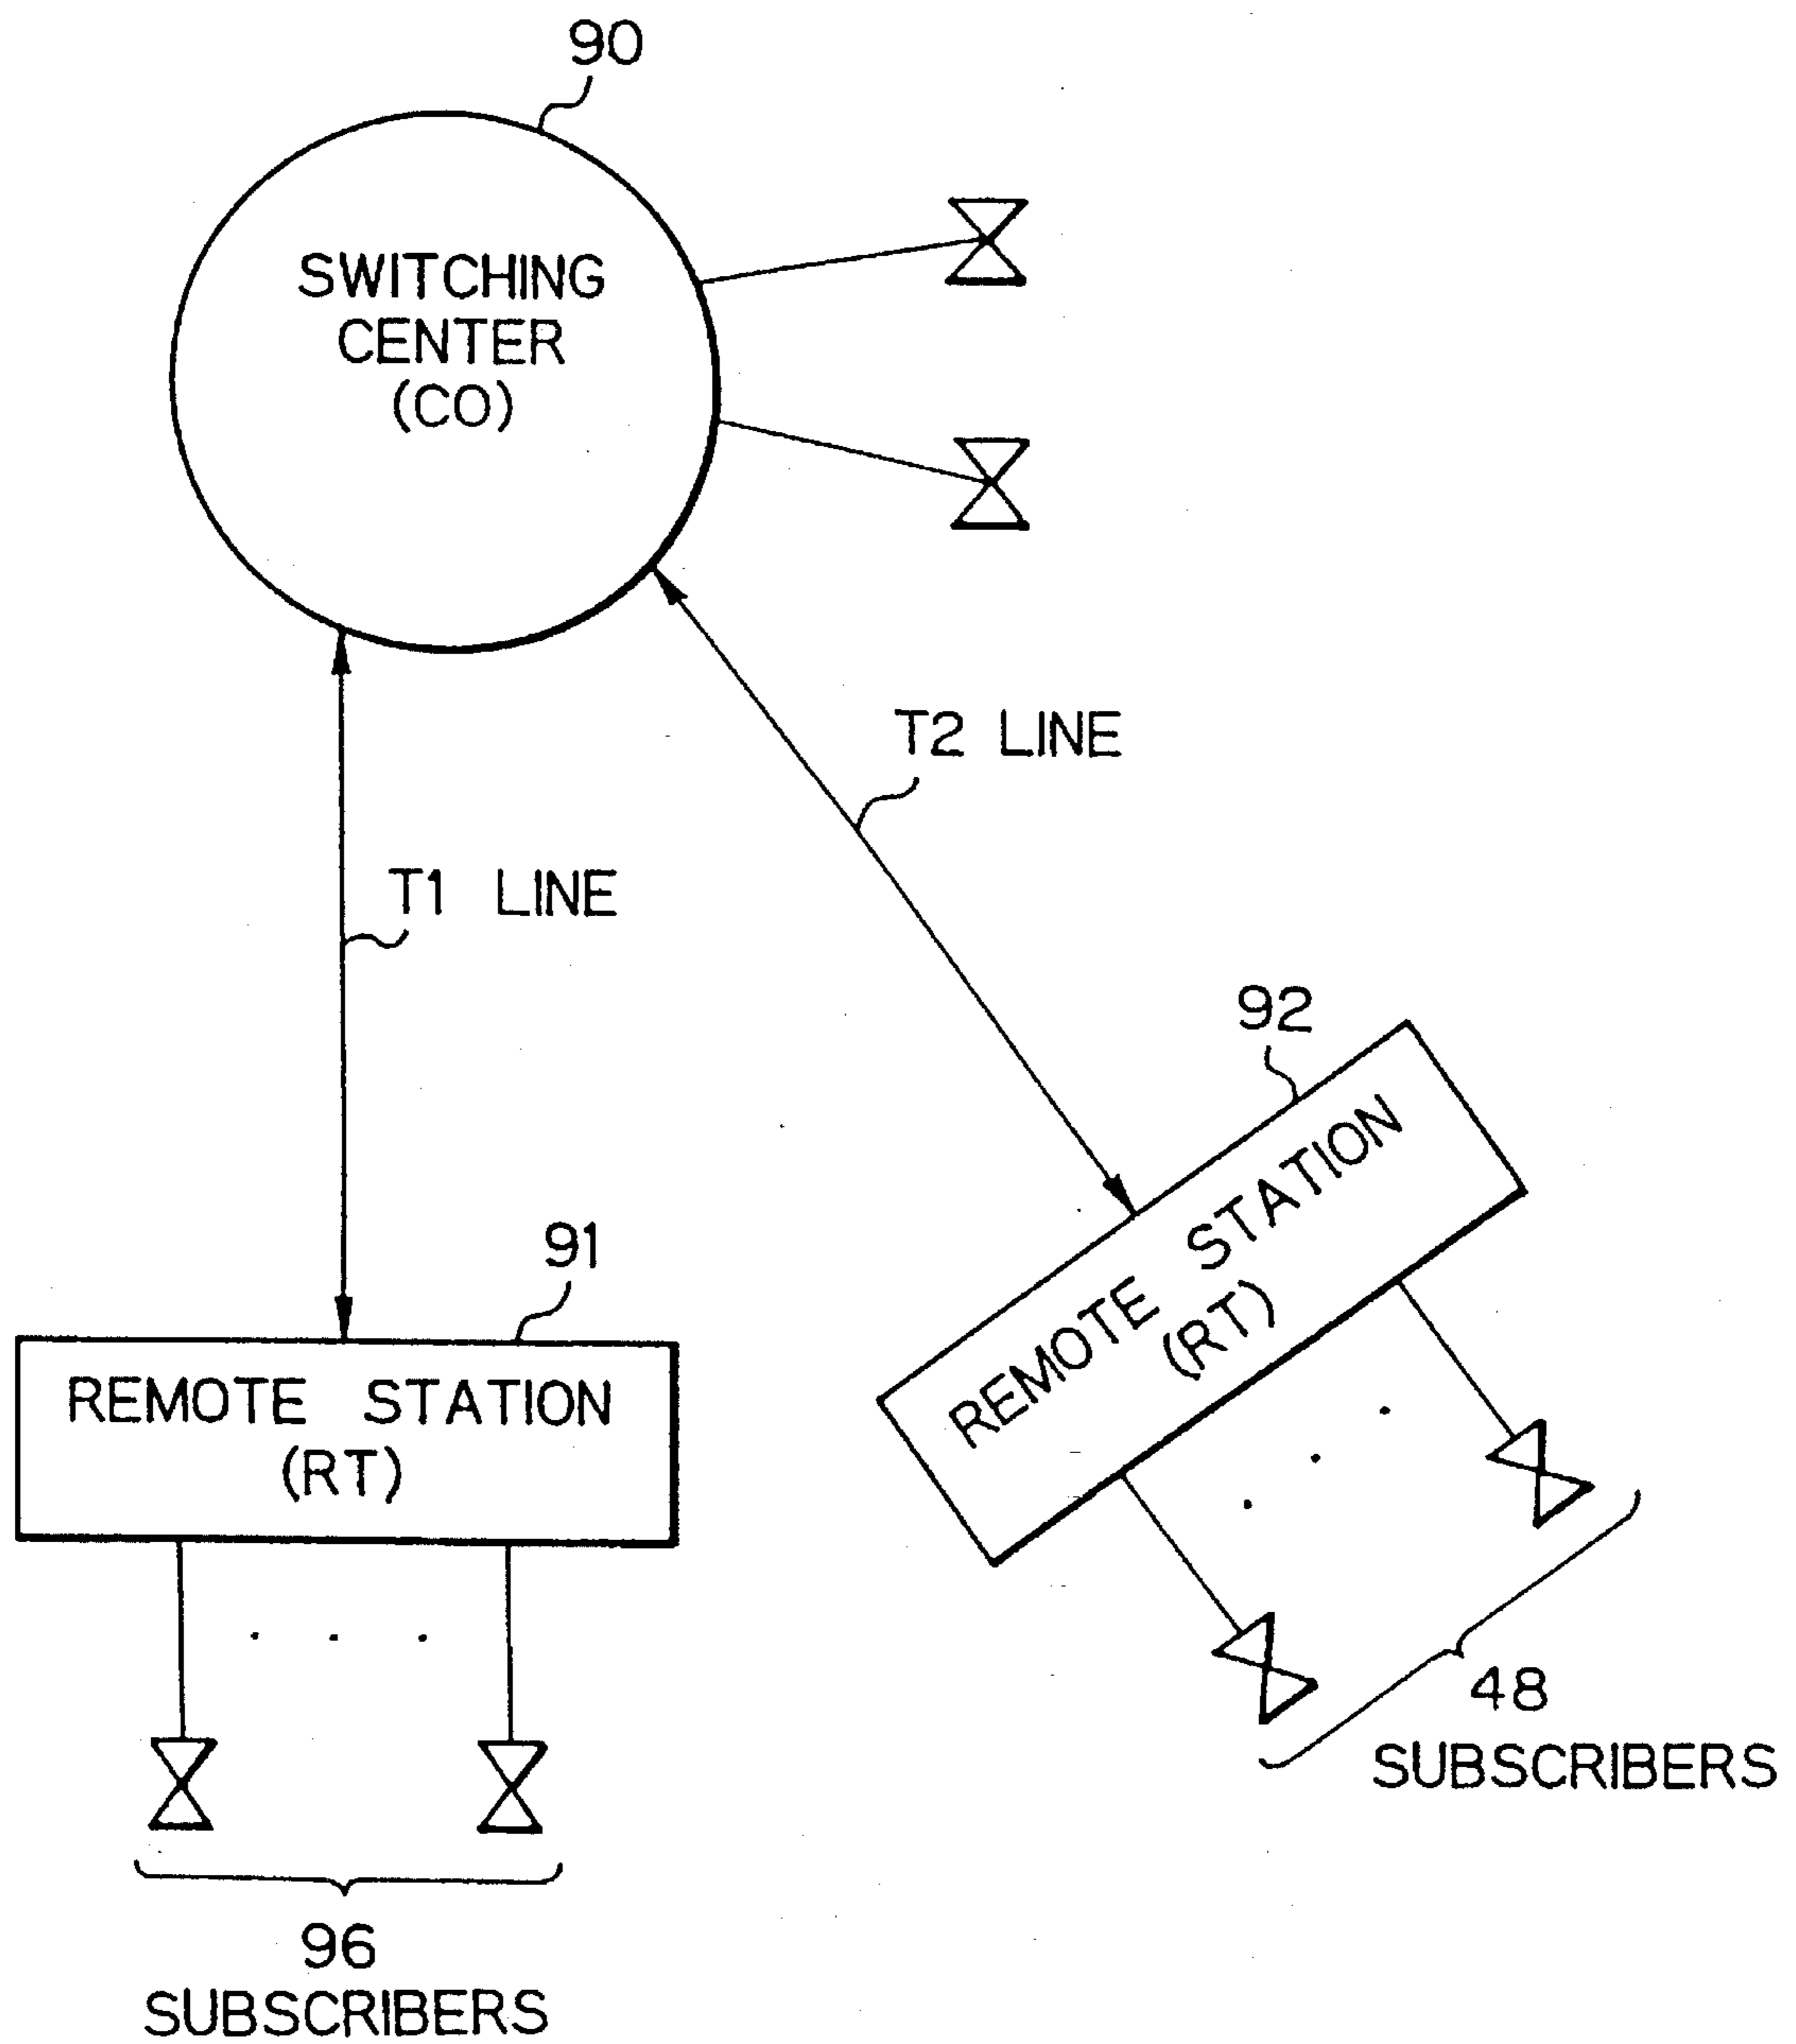 90
SWITCHING
CENTER
(CO)
T2 LINE
T1 LINE
92
REMOTE STATION
(RT)
91
REMOTE STATION
(RT)
48
SUBSCRIBERS
96
SUBSCRIBERS